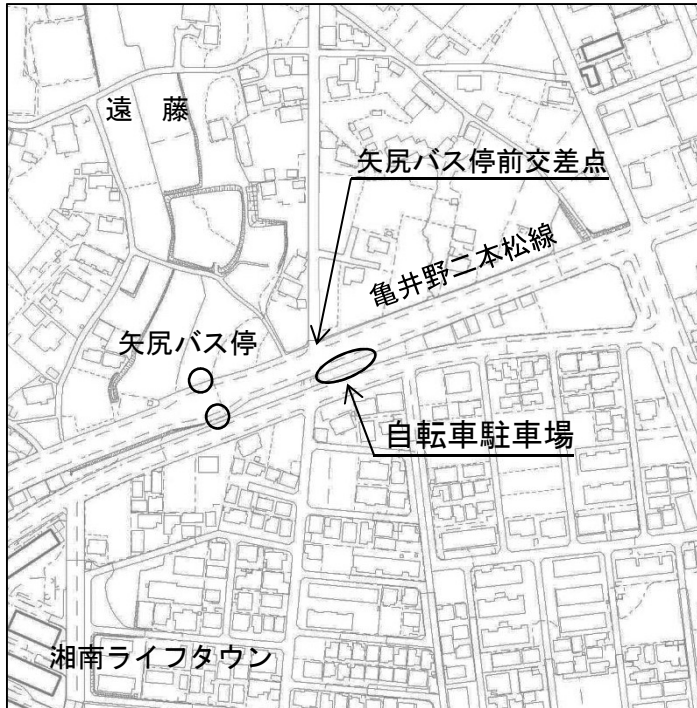 遠　藤
矢尻バス停前交差点
亀井野二本松線
矢尻バス停
自転車駐車場
湘南ライフタウン